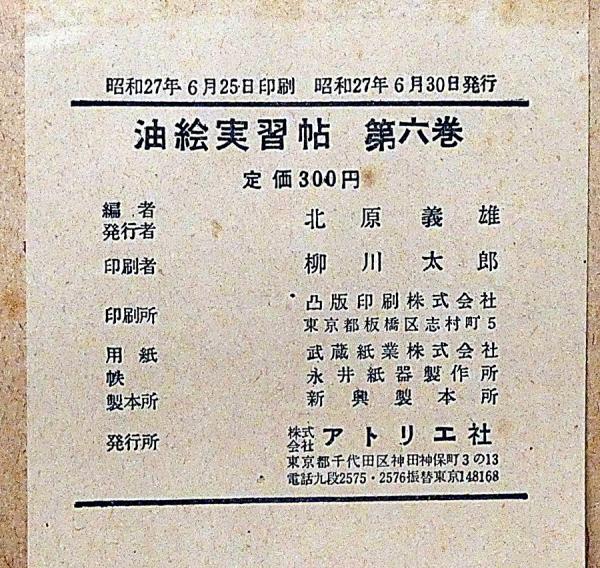 昭和27年6月25日印刷　昭和27年6月30日発行
油絵実習帖　第六巻
定価300円
編者
発行者　北原義雄
印刷者　柳川太郎
印刷所　凸版印刷株式会社
東京都板橋区志村町5
用紙　武蔵紙業株式会社
帙　永井紙器製作所
製本所　新興製本所
発行所　株式会社　アトリエ社
東京都千代田区神田神保町3の13
電話九段2575・2576振替東京148168